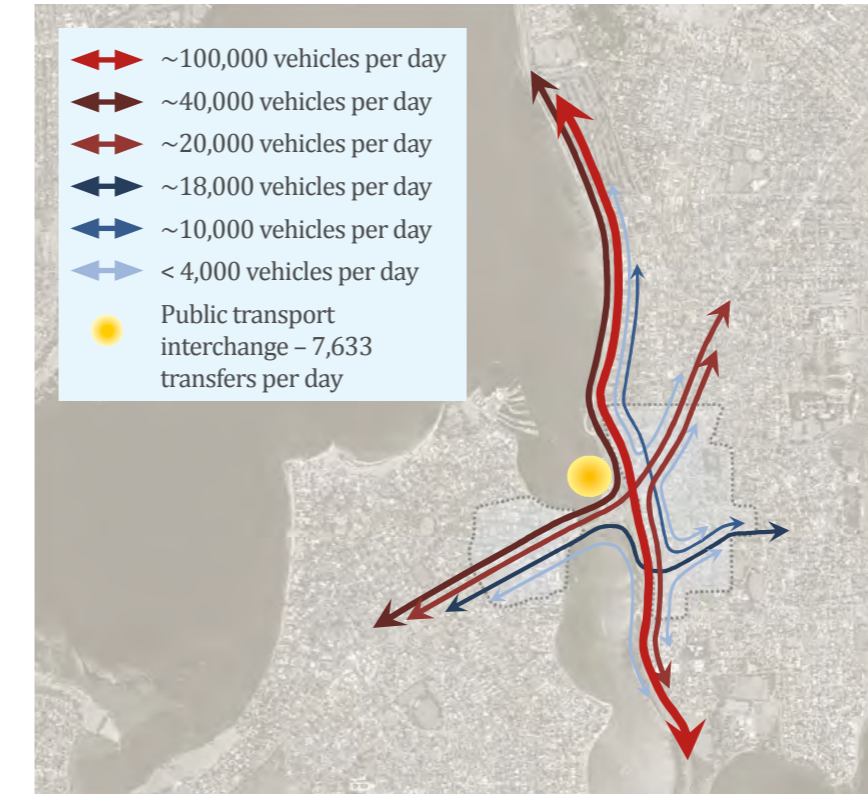 ~100,000 vehicles per day
~40,000 vehicles per day
~20,000 vehicles per day
~18,000 vehicles per day
~10,000 vehicles per day
< 4,000 vehicles per day
Public transport
interchange – 7,633
transfers per day